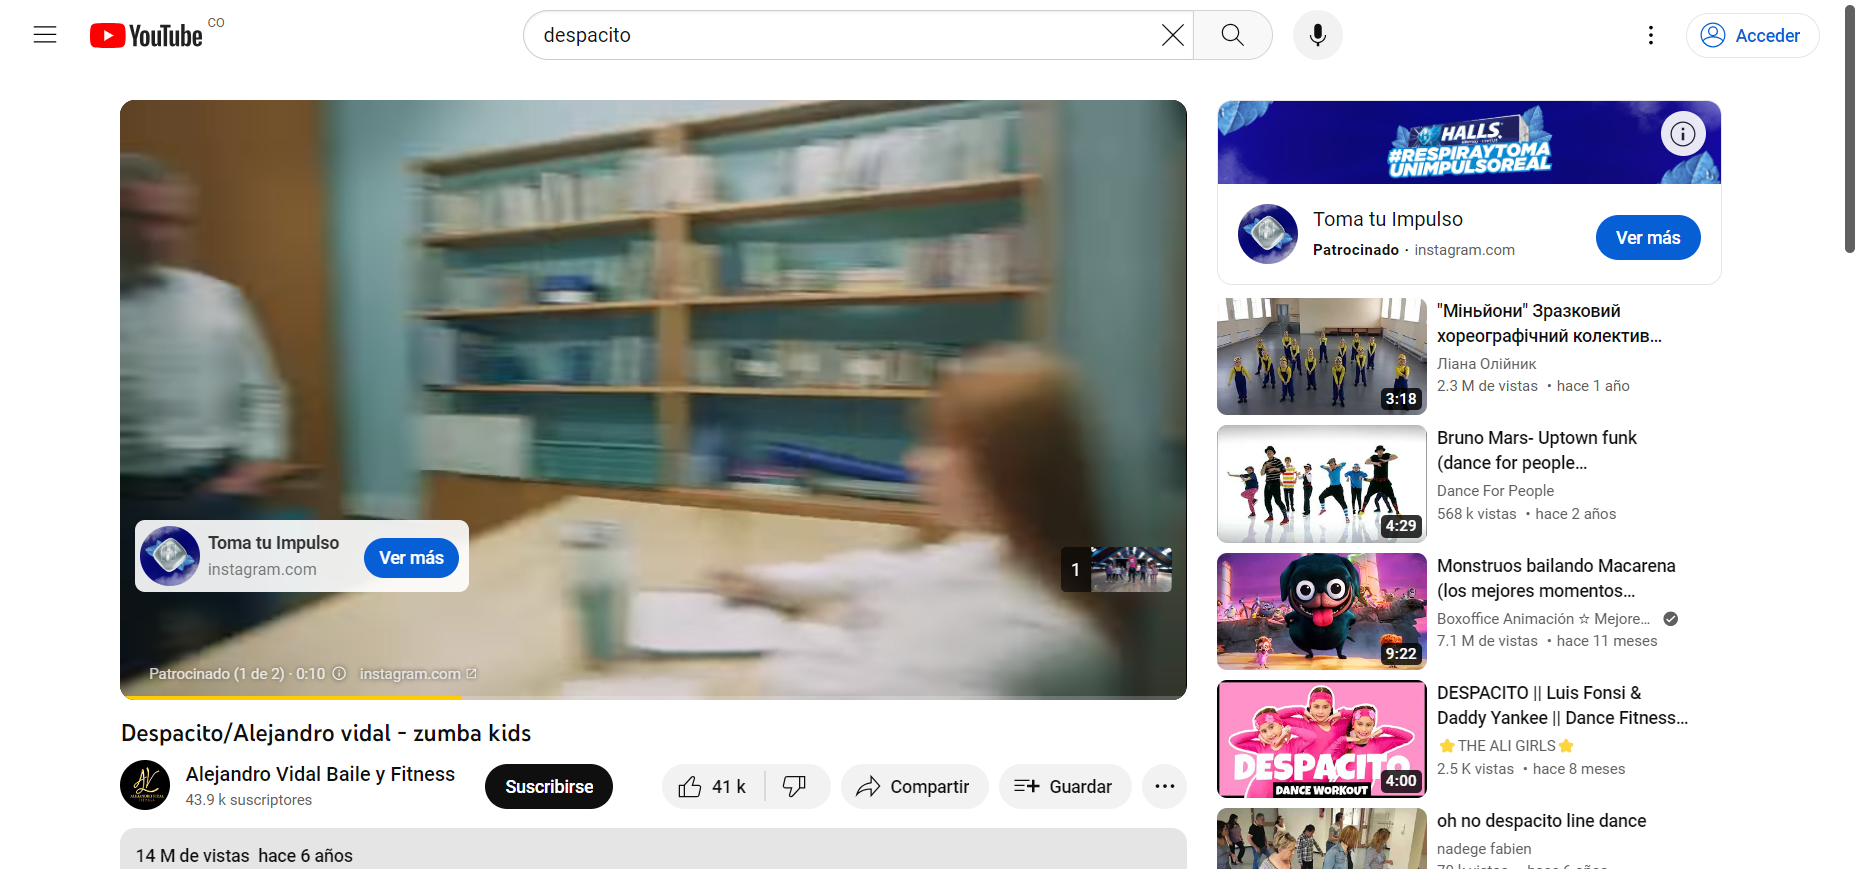 YouTube CO
despacito
Acceder
Toma tu Impulso
instagram.com
Ver más
1
Patrocinado (1 de 2) · 0:10
instagram.com
Despacito/Alejandro vidal - zumba kids
Alejandro Vidal Baile y Fitness
43.9 k suscriptores
Suscribirse
41 k
Compartir
Guardar
14 M de vistas hace 6 años
HALLS.
#RESPIRAYTOMA
UNIMPULSOREAL
Toma tu Impulso
Patrocinado · instagram.com
Ver más
3:18
"Міньйони" Зразковий
хореографічний колектив...
Ліана Олійник
2.3 M de vistas • hace 1 año
4:29
Bruno Mars- Uptown funk
(dance for people...
Dance For People
568 k vistas • hace 2 años
9:22
Monstruos bailando Macarena
(los mejores momentos...
Boxoffice Animación ☆ Mejore...
7.1 M de vistas • hace 11 meses
DESPACITO
DANCE WORKOUT
4:00
DESPACITO || Luis Fonsi &
Daddy Yankee || Dance Fitness...
⭐THE ALI GIRLS⭐
2.5 K vistas • hace 8 meses
oh no despacito line dance
nadege fabien